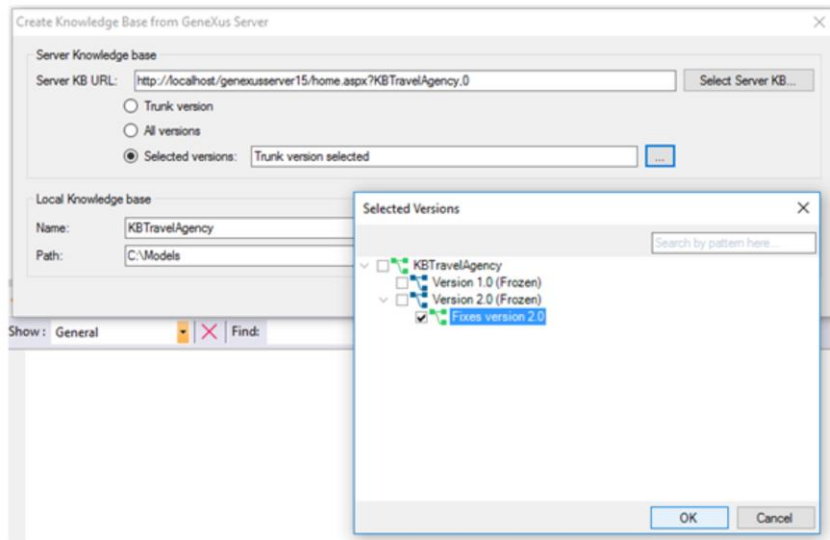 Create Knowledge Base from GeneXus Server
Server Knowledge base
Server KB URL: http://localhost/genexusserver15/home.aspx?KBTravelAgency,0 Select Server KB...
Trunk version
All versions
Selected versions: Trunk version selected ...
Local Knowledge base
Name: KBTravelAgency
Path: C:\Models
Selected Versions
Search by pattern here...
KBTravelAgency
Version 1.0 (Frozen)
Version 2.0 (Frozen)
Fixes version 2.0
Show: General Find:
OK Cancel